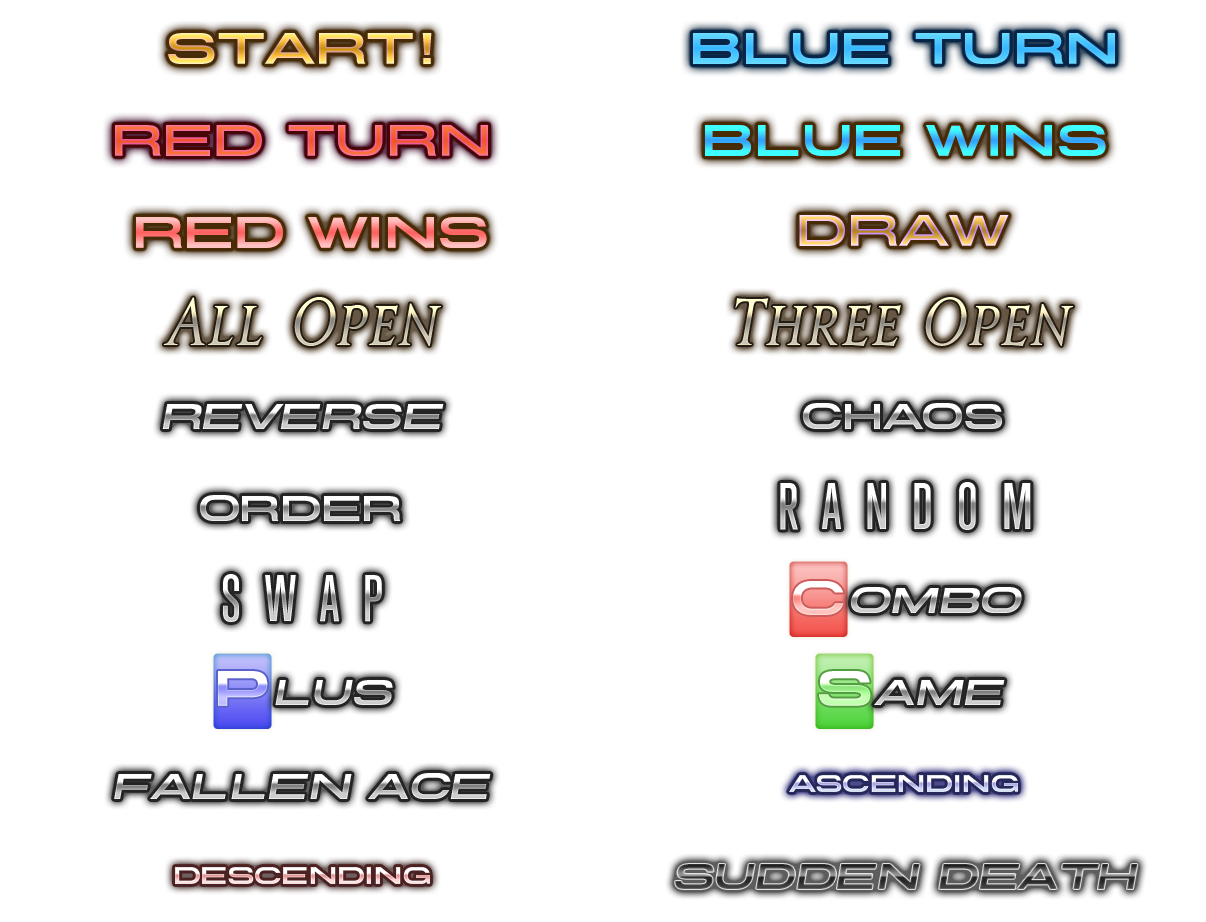 START!
BLUE TURN
RED TURN
BLUE WINS
RED WINS
DRAW
ALL OPEN
THREE OPEN
REVERSE
CHAOS
ORDER
RANDOM
SWAP
COMBO
PLUS
SAME
FALLEN ACE
ASCENDING
DESCENDING
SUDDEN DEATH